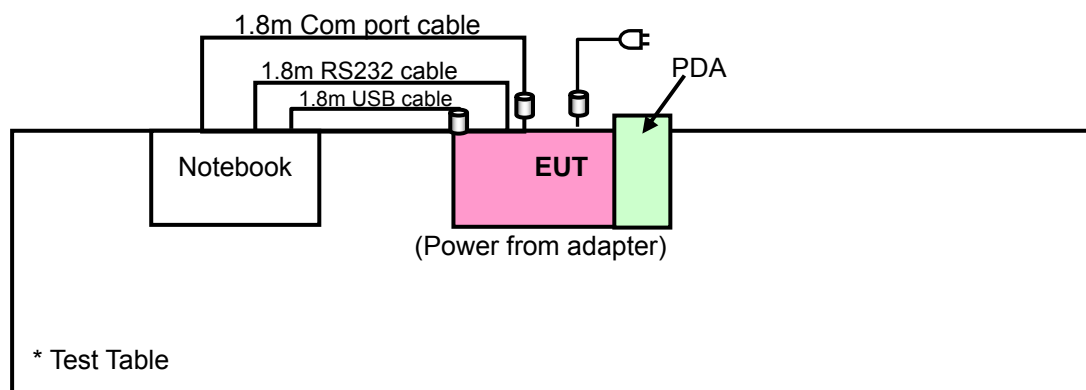 1.8m Com port cable
1.8m RS232 cable
PDA
1.8m USB cable
Notebook
EUT
(Power from adapter)
* Test Table